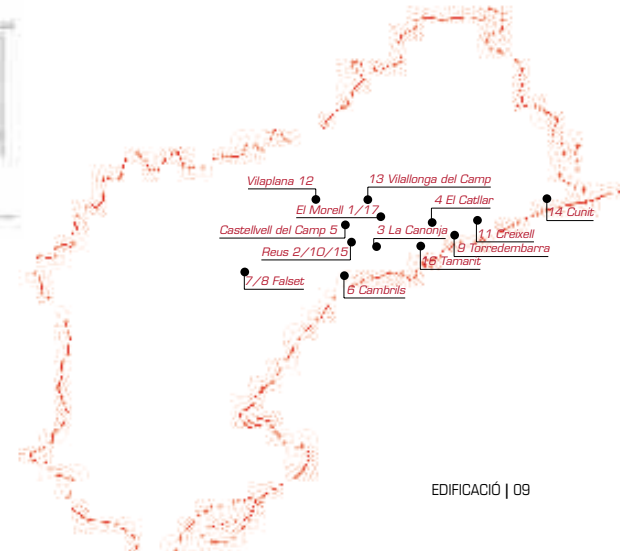 Vilaplana 12
13 Vilallonga del Camp
El Morell 1/17
4 El Catllar
14 Cunit
Castellvell del Camp 5
3 La Canonja
11 Creixell
Reus 2/10/15
9 Torredembarra
16 Tamarit
7/8 Falset
6 Cambrils
EDIFICACIÓ | 09